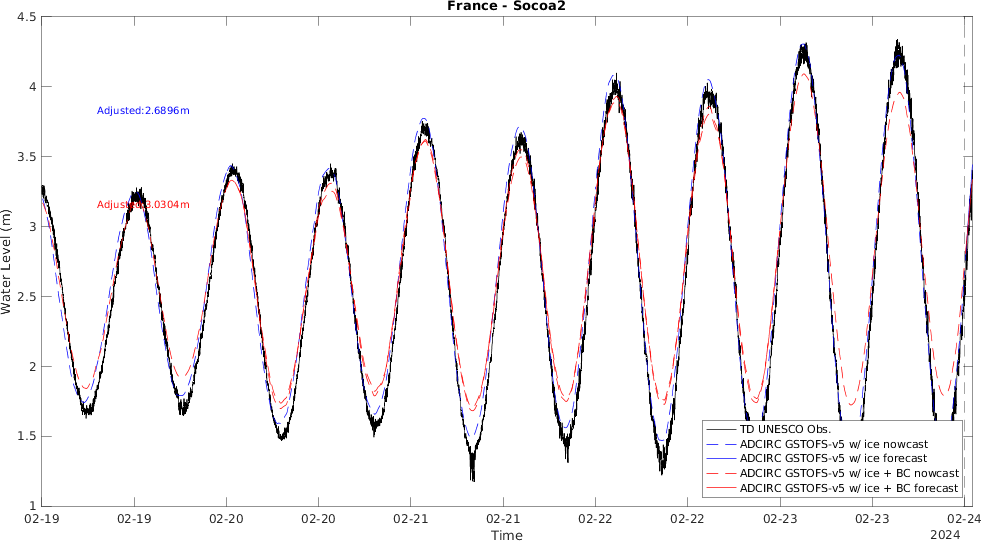 France - Socoa2
4.5
4
3.5
3
2.5
2
1.5
1
Water Level (m)
Adjusted:2.6896m
Adjusted:3.0304m
TD UNESCO Obs.
ADCIRC GSTOFS-v5 w/ ice nowcast
ADCIRC GSTOFS-v5 w/ ice forecast
ADCIRC GSTOFS-v5 w/ ice + BC nowcast
ADCIRC GSTOFS-v5 w/ ice + BC forecast
02-19 02-19 02-20 02-20 02-21 02-21 02-22 02-22 02-23 02-23 02-24
Time
2024